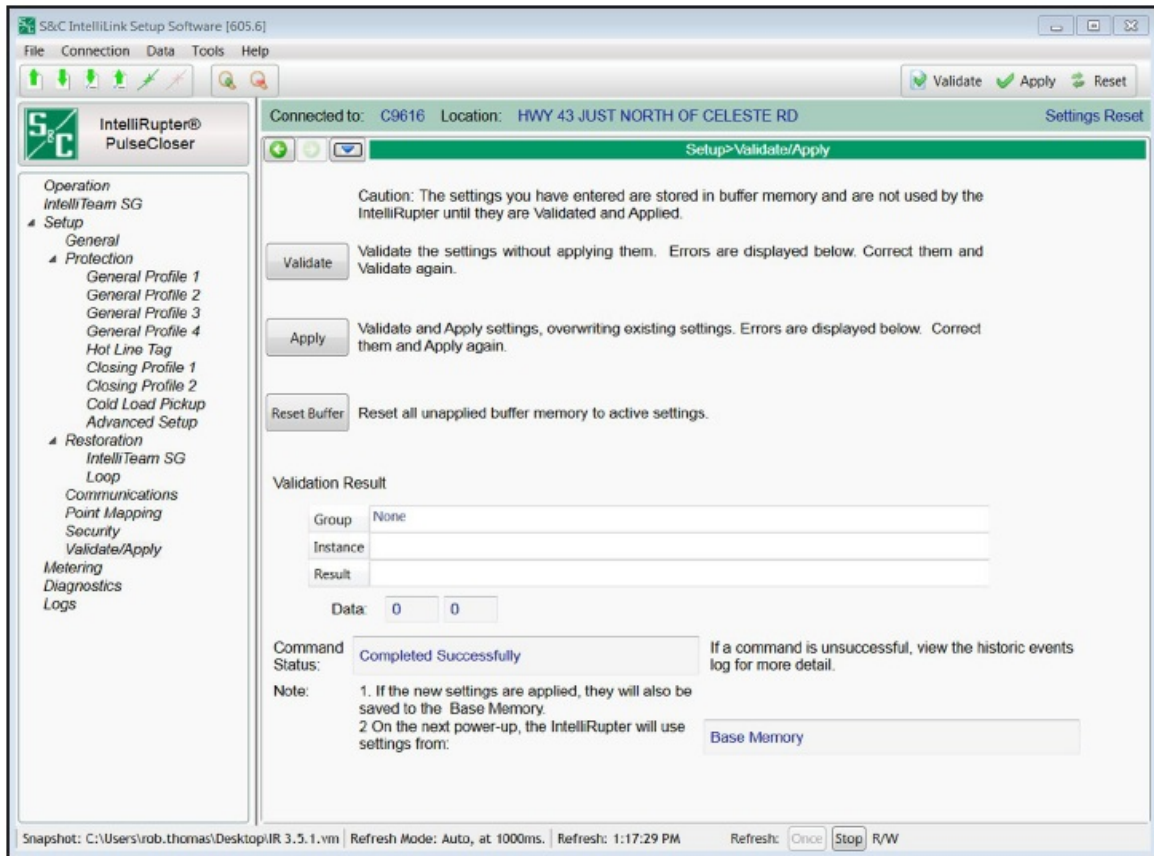 S&C IntelliLink Setup Software [605.6]
File Connection Data Tools Help
Validate Apply Reset
S&C
IntelliRupter®
PulseCloser
Connected to: C9616 Location: HWY 43 JUST NORTH OF CELESTE RD Settings Reset
Setup>Validate/Apply
Operation
IntelliTeam SG
Setup
General
Protection
General Profile 1
General Profile 2
General Profile 3
General Profile 4
Hot Line Tag
Closing Profile 1
Closing Profile 2
Cold Load Pickup
Advanced Setup
Restoration
IntelliTeam SG
Loop
Communications
Point Mapping
Security
Validate/Apply
Metering
Diagnostics
Logs
Caution: The settings you have entered are stored in buffer memory and are not used by the
IntelliRupter until they are Validated and Applied.
Validate
Validate the settings without applying them. Errors are displayed below. Correct them and
Validate again.
Apply
Validate and Apply settings, overwriting existing settings. Errors are displayed below. Correct
them and Apply again.
Reset Buffer
Reset all unapplied buffer memory to active settings.
Validation Result
Group None
Instance
Result
Data: 0 0
Command
Status:
Completed Successfully
If a command is unsuccessful, view the historic events
log for more detail.
Note:
1. If the new settings are applied, they will also be
saved to the Base Memory.
2 On the next power-up, the IntelliRupter will use
settings from:
Base Memory
Snapshot: C:\Users\rob.thomas\Desktop\IR 3.5.1.vm Refresh Mode: Auto, at 1000ms. Refresh: 1:17:29 PM Refresh: Once Stop R/W